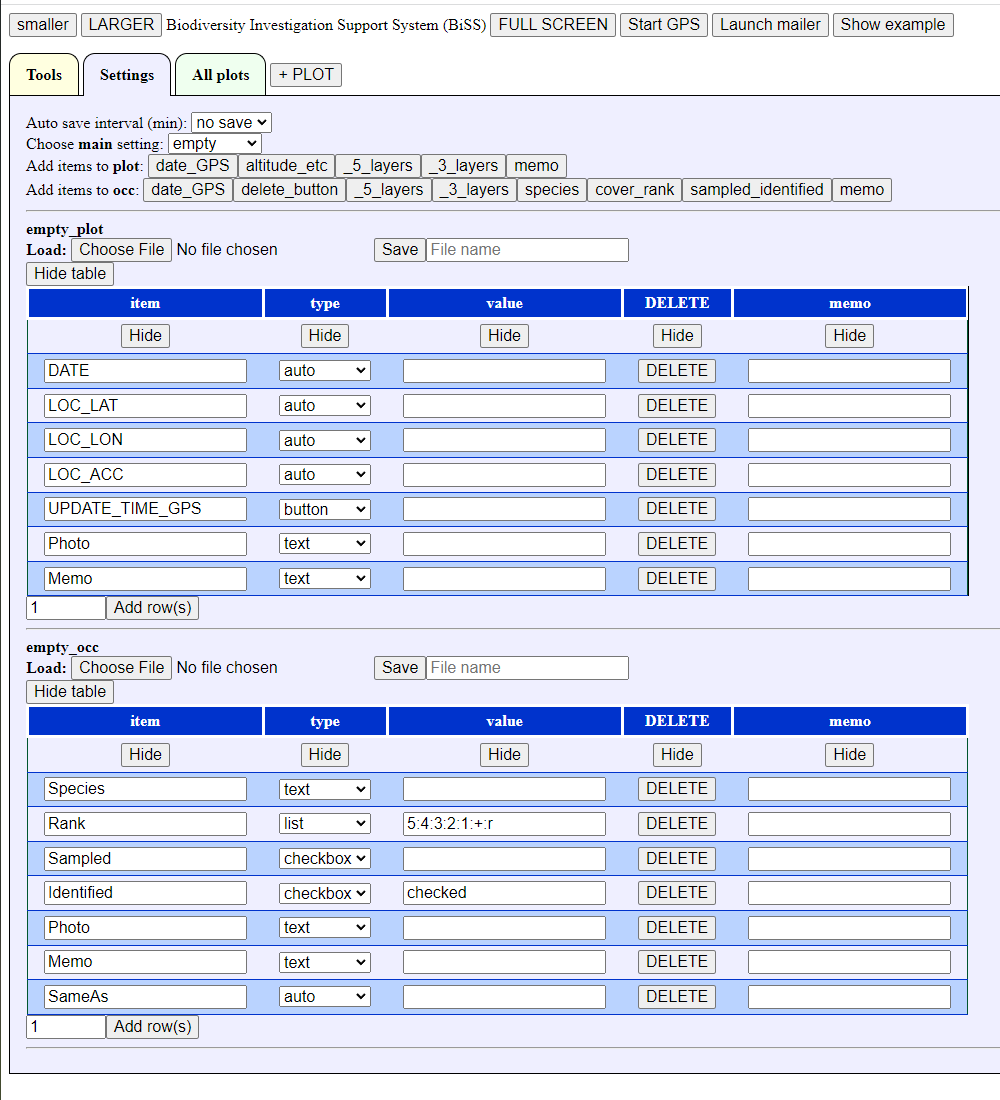 smaller LARGER Biodiversity Investigation Support System (BiSS) FULL SCREEN Start GPS Launch mailer Show example
Tools Settings All plots + PLOT
Auto save interval (min): no save
Choose main setting: empty
Add items to plot: date_GPS altitude_etc _5_layers _3_layers memo
Add items to occ: date_GPS delete_button _5_layers _3_layers species cover_rank sampled_identified memo
empty_plot
Load: Choose File No file chosen Save File name
Hide table
item type value DELETE memo
Hide Hide Hide Hide Hide
DATE auto DELETE
LOC_LAT auto DELETE
LOC_LON auto DELETE
LOC_ACC auto DELETE
UPDATE_TIME_GPS button DELETE
Photo text DELETE
Memo text DELETE
1 Add row(s)
empty_occ
Load: Choose File No file chosen Save File name
Hide table
item type value DELETE memo
Hide Hide Hide Hide Hide
Species text DELETE
Rank list 5:4:3:2:1:+:r DELETE
Sampled checkbox DELETE
Identified checkbox checked DELETE
Photo text DELETE
Memo text DELETE
SameAs auto DELETE
1 Add row(s)